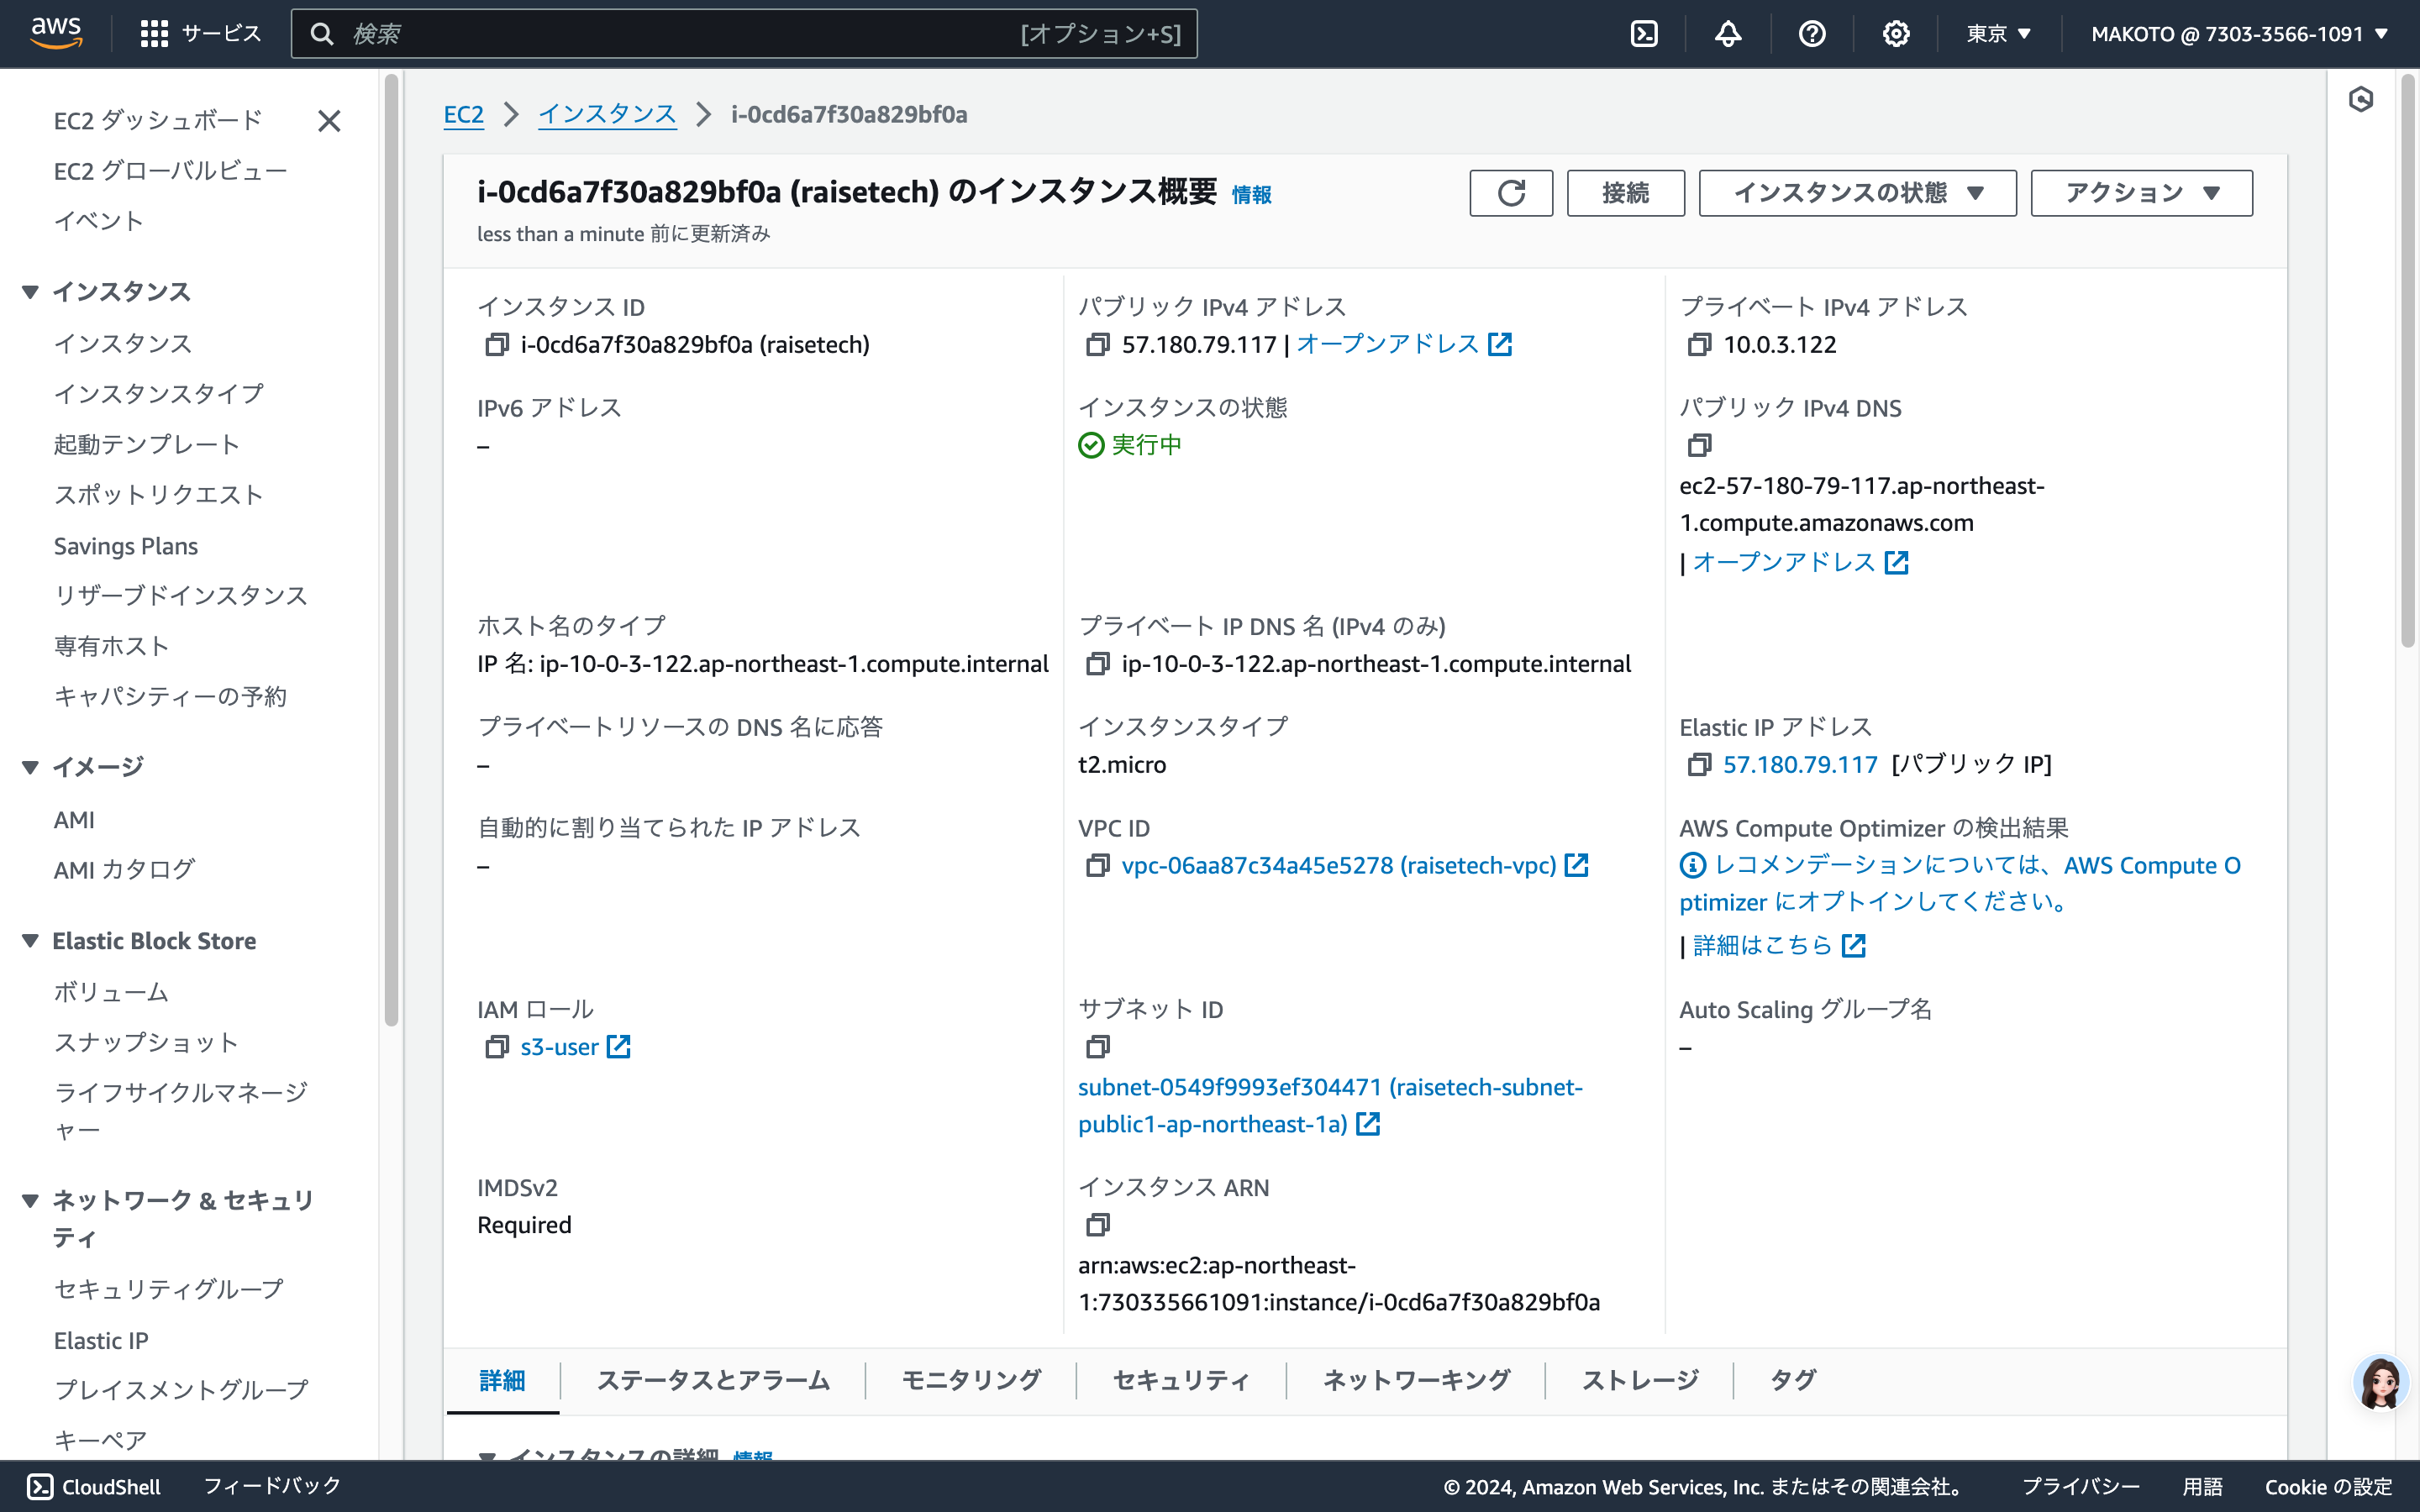 aws
サービス
検索
[オプション+S]
東京
MAKOTO @ 7303-3566-1091
EC2 ダッシュボード
EC2 グローバルビュー
イベント
インスタンス
インスタンス
インスタンスタイプ
起動テンプレート
スポットリクエスト
Savings Plans
リザーブドインスタンス
専有ホスト
キャパシティーの予約
イメージ
AMI
AMI カタログ
Elastic Block Store
ボリューム
スナップショット
ライフサイクルマネージ
ャー
ネットワーク & セキュリ
ティ
セキュリティグループ
Elastic IP
プレイスメントグループ
キーペア
EC2 > インスタンス > i-0cd6a7f30a829bf0a
i-0cd6a7f30a829bf0a (raisetech) のインスタンス概要 情報
less than a minute 前に更新済み
接続
インスタンスの状態
アクション
インスタンス ID
i-0cd6a7f30a829bf0a (raisetech)
パブリック IPv4 アドレス
57.180.79.117 | オープンアドレス
プライベート IPv4 アドレス
10.0.3.122
IPv6 アドレス
–
インスタンスの状態
実行中
パブリック IPv4 DNS
ec2-57-180-79-117.ap-northeast-
1.compute.amazonaws.com
| オープンアドレス
ホスト名のタイプ
IP 名: ip-10-0-3-122.ap-northeast-1.compute.internal
プライベート IP DNS 名 (IPv4 のみ)
ip-10-0-3-122.ap-northeast-1.compute.internal
プライベートリソースの DNS 名に応答
–
インスタンスタイプ
t2.micro
Elastic IP アドレス
57.180.79.117 [パブリック IP]
自動的に割り当てられた IP アドレス
–
VPC ID
vpc-06aa87c34a45e5278 (raisetech-vpc)
AWS Compute Optimizer の検出結果
レコメンデーションについては、AWS Compute O
ptimizer にオプトインしてください。
| 詳細はこちら
IAM ロール
s3-user
サブネット ID
subnet-0549f9993ef304471 (raisetech-subnet-
public1-ap-northeast-1a)
Auto Scaling グループ名
–
IMDSv2
Required
インスタンス ARN
arn:aws:ec2:ap-northeast-
1:730335661091:instance/i-0cd6a7f30a829bf0a
詳細
ステータスとアラーム
モニタリング
セキュリティ
ネットワーキング
ストレージ
タグ
インスタンスの詳細 情報
CloudShell
フィードバック
© 2024, Amazon Web Services, Inc. またはその関連会社。
プライバシー
用語
Cookie の設定